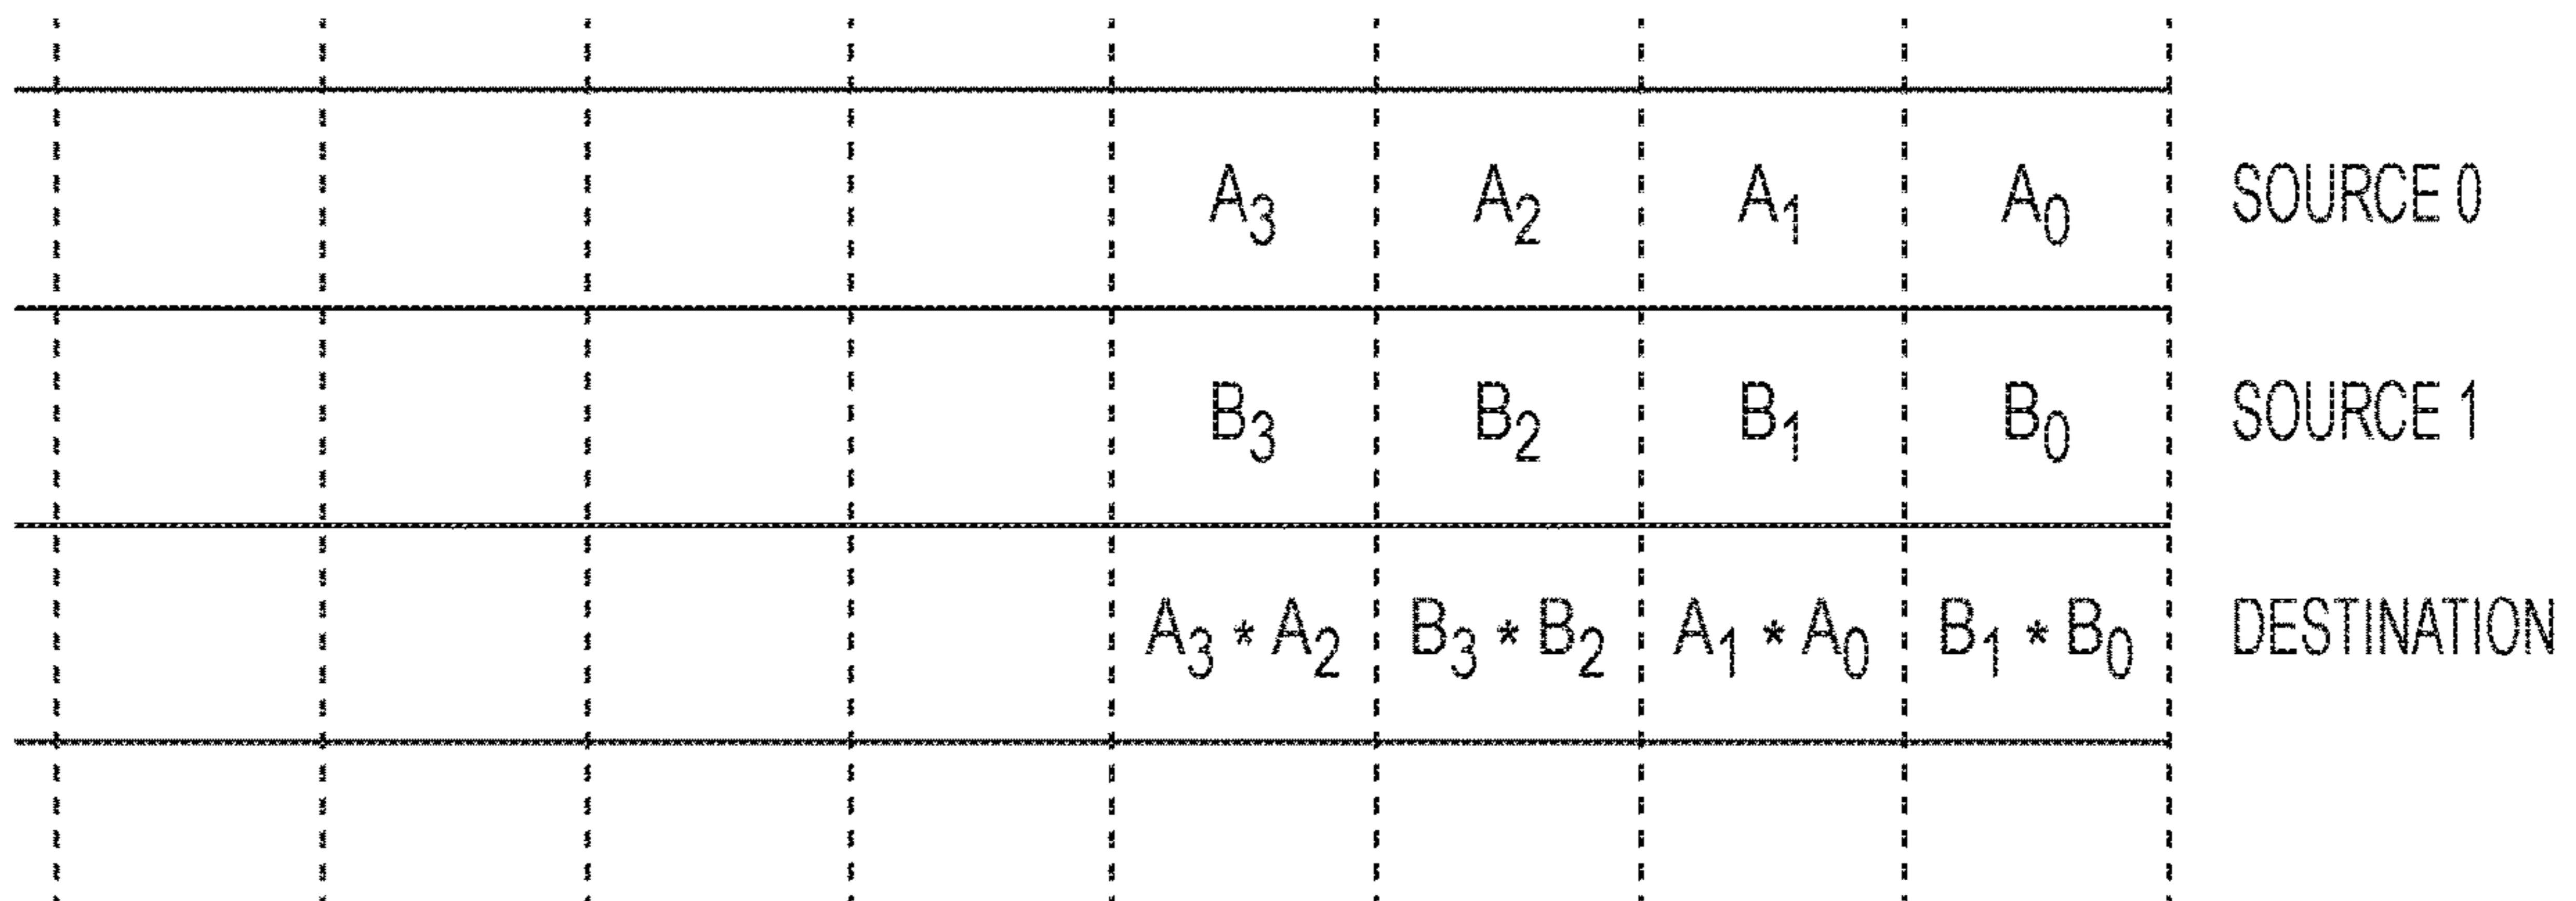 A₃ A₂ A₁ A₀ SOURCE 0
B₃ B₂ B₁ B₀ SOURCE 1
A₃ * A₂ B₃ * B₂ A₁ * A₀ B₁ * B₀ DESTINATION